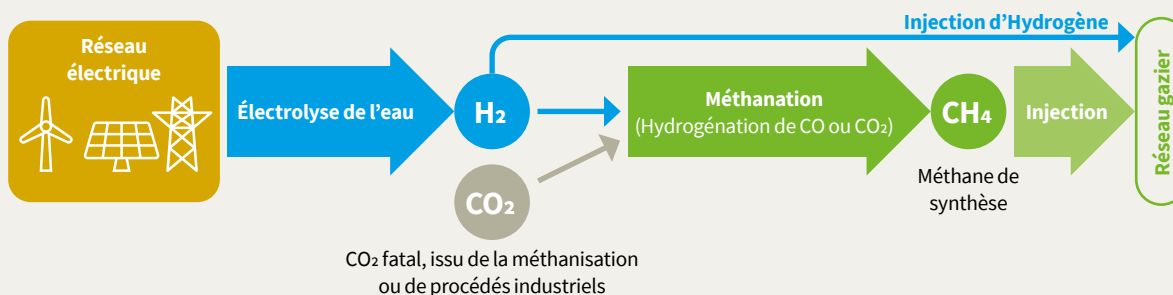 Injection d’Hydrogène
Réseau
électrique
Électrolyse de l’eau
H₂
Méthanation
(Hydrogénation de CO ou CO₂)
CH₄
Injection
Réseau gazier
CO₂
Méthane de
synthèse
CO₂ fatal, issu de la méthanisation
ou de procédés industriels